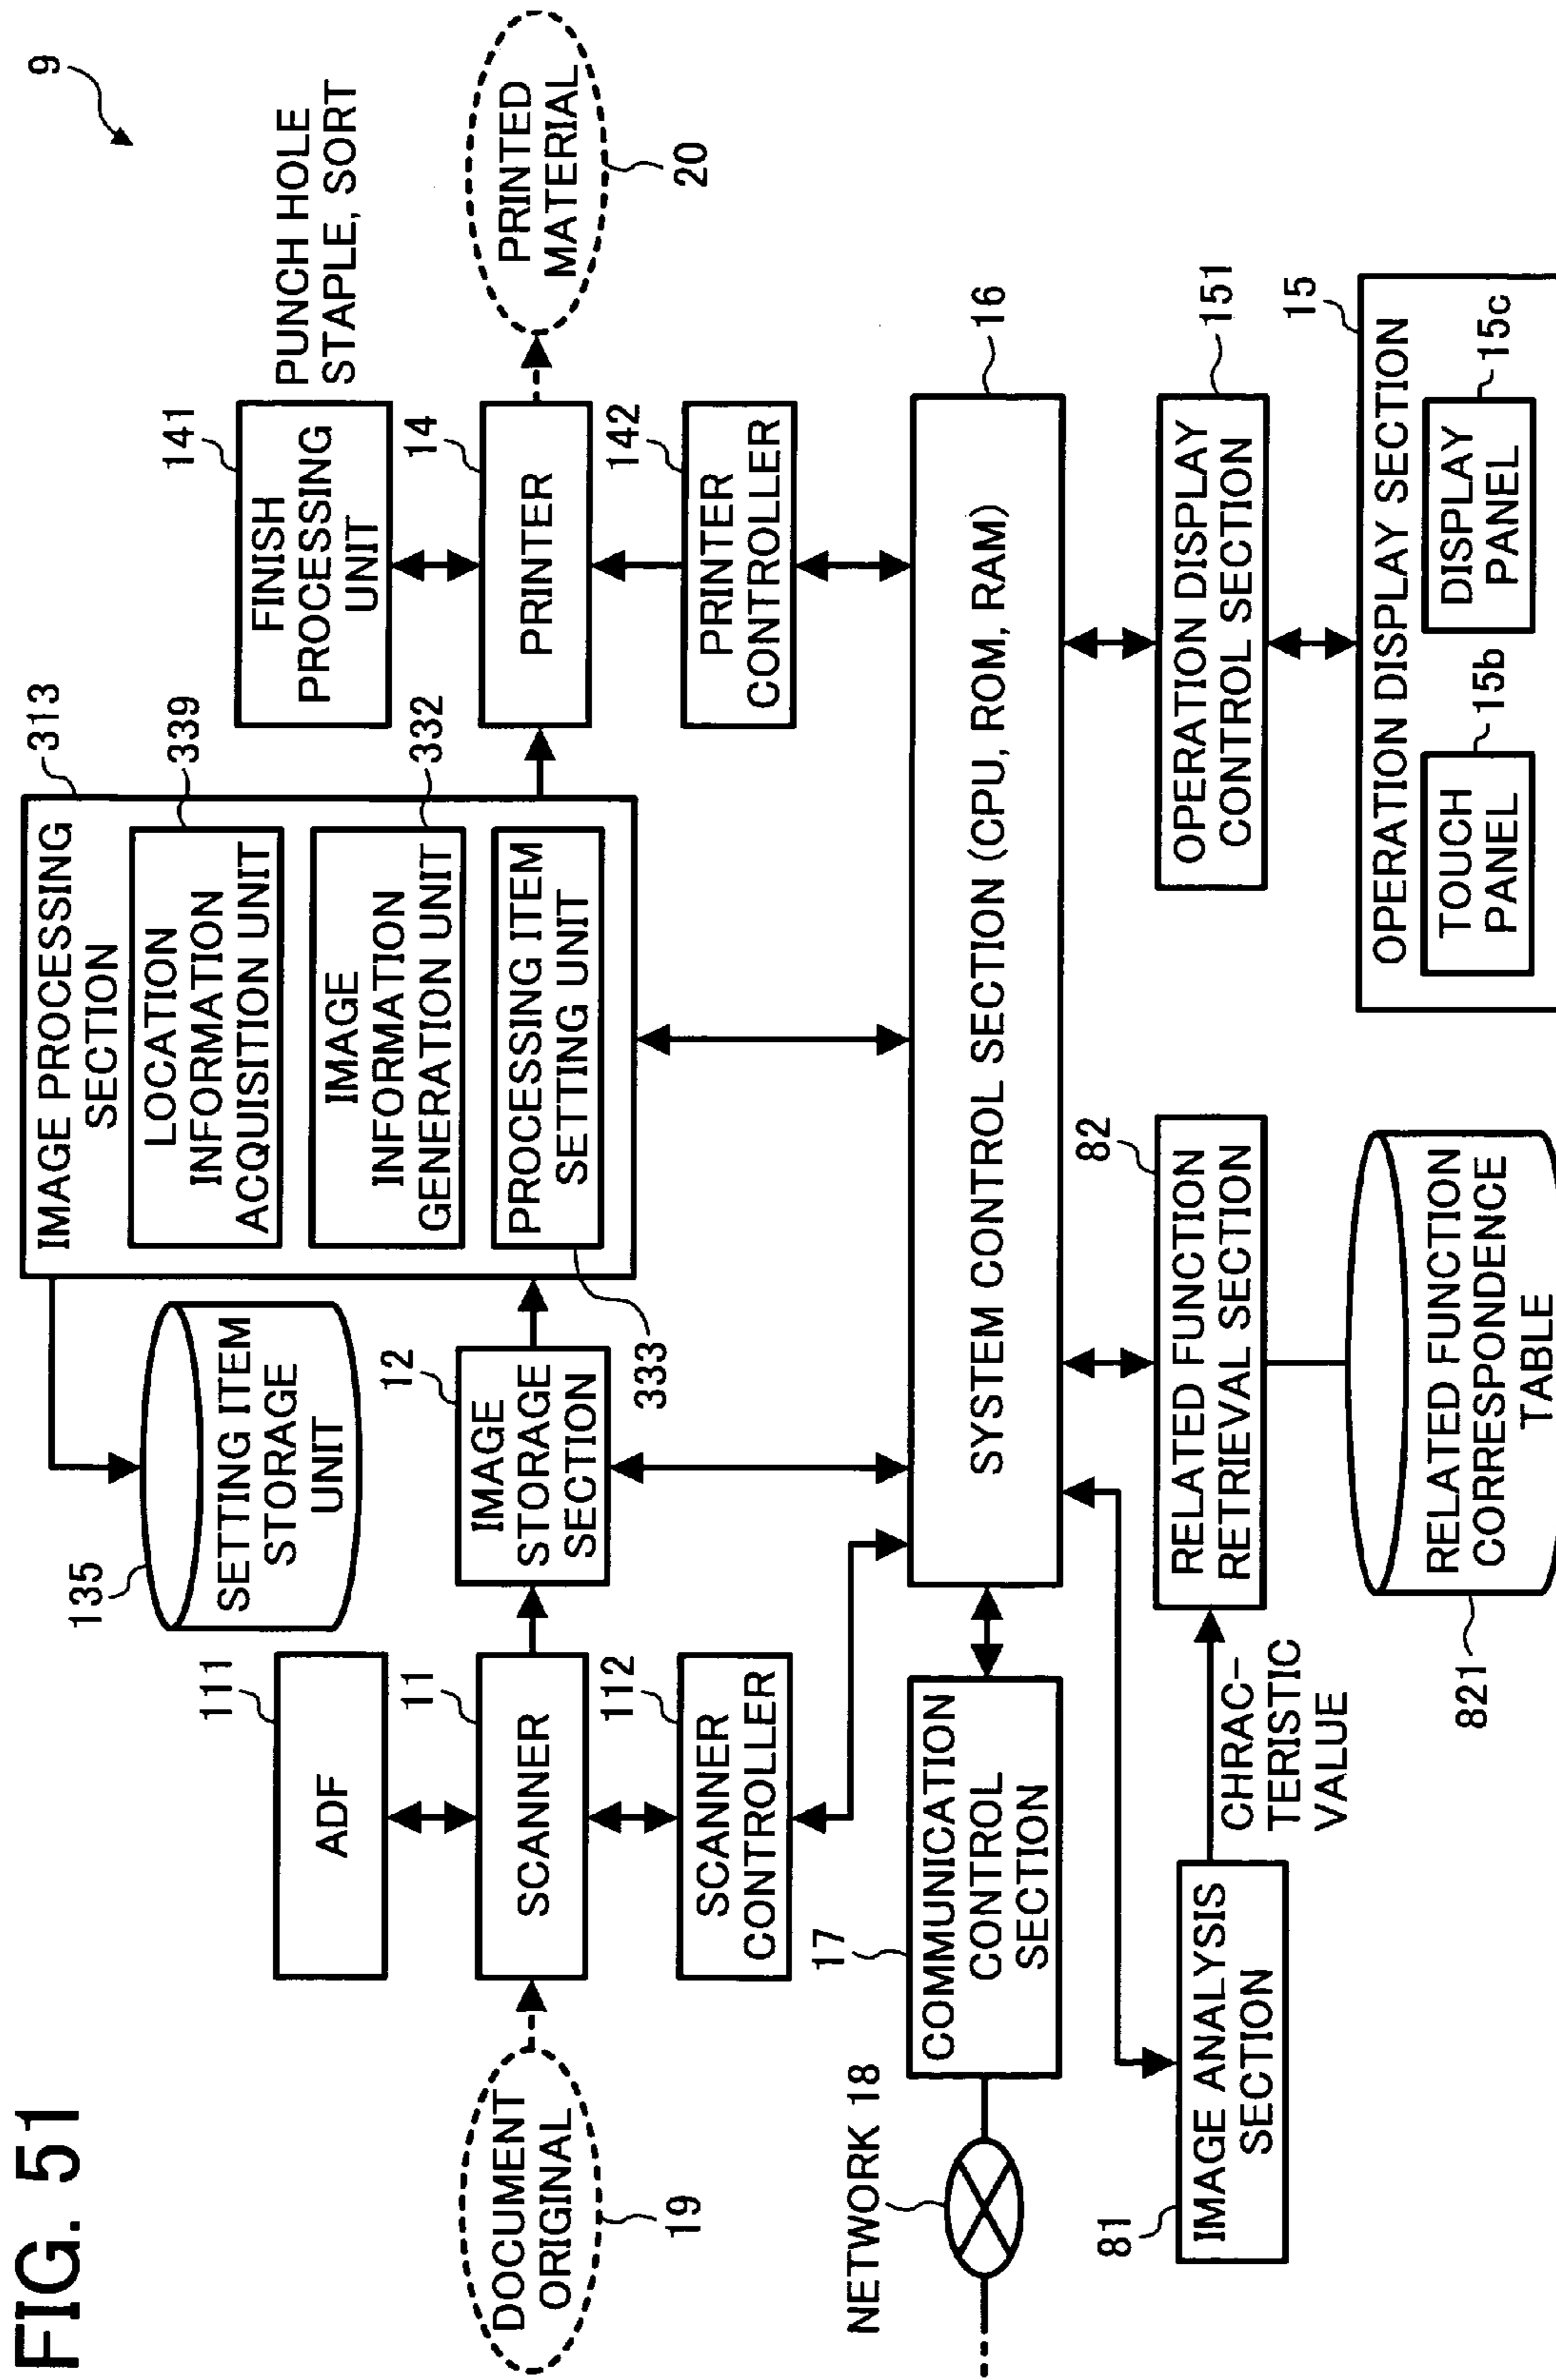 FIG. 51
9
DOCUMENT
ORIGINAL
19
ADF
111
SCANNER
11
SCANNER
CONTROLLER
112
135
SETTING ITEM
STORAGE
UNIT
IMAGE
STORAGE
SECTION
12
IMAGE PROCESSING
SECTION
313
LOCATION
INFORMATION
ACQUISITION UNIT
339
IMAGE
INFORMATION
GENERATION UNIT
332
PROCESSING ITEM
SETTING UNIT
333
FINISH
PROCESSING
UNIT
141
PUNCH HOLE
STAPLE, SORT
PRINTER
14
PRINTER
CONTROLLER
142
PRINTED
MATERIAL
20
NETWORK 18
COMMUNICATION
CONTROL
SECTION
17
SYSTEM CONTROL SECTION (CPU, ROM, RAM)
16
IMAGE ANALYSIS
SECTION
81
CHRAC-
TERISTIC
VALUE
RELATED FUNCTION
RETRIEVAL SECTION
82
RELATED FUNCTION
CORRESPONDENCE
TABLE
821
OPERATION DISPLAY
CONTROL SECTION
151
OPERATION DISPLAY SECTION
15
TOUCH
PANEL
15b
DISPLAY
PANEL
15c